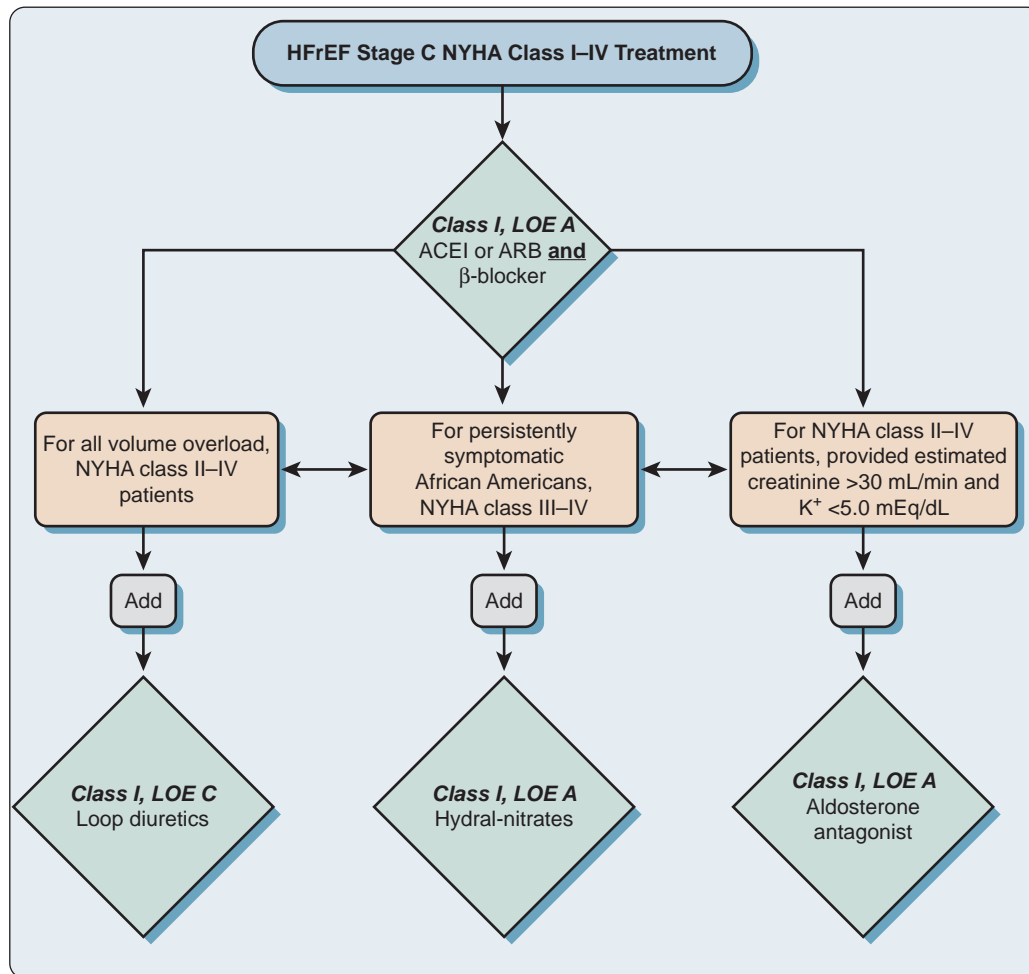 HFrEF Stage C NYHA Class I–IV Treatment
Class I, LOE A
ACEI or ARB and
β-blocker
For all volume overload,
NYHA class II–IV
patients
For persistently
symptomatic
African Americans,
NYHA class III–IV
For NYHA class II–IV
patients, provided estimated
creatinine >30 mL/min and
K⁺ <5.0 mEq/dL
Add
Add
Add
Class I, LOE C
Loop diuretics
Class I, LOE A
Hydral-nitrates
Class I, LOE A
Aldosterone
antagonist